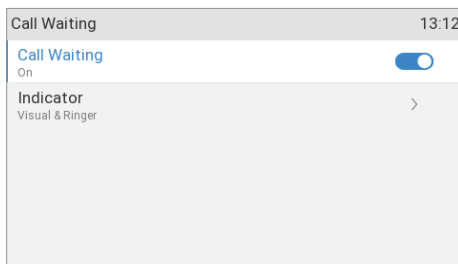 Call Waiting 13:12
Call Waiting
On
Indicator
Visual & Ringer